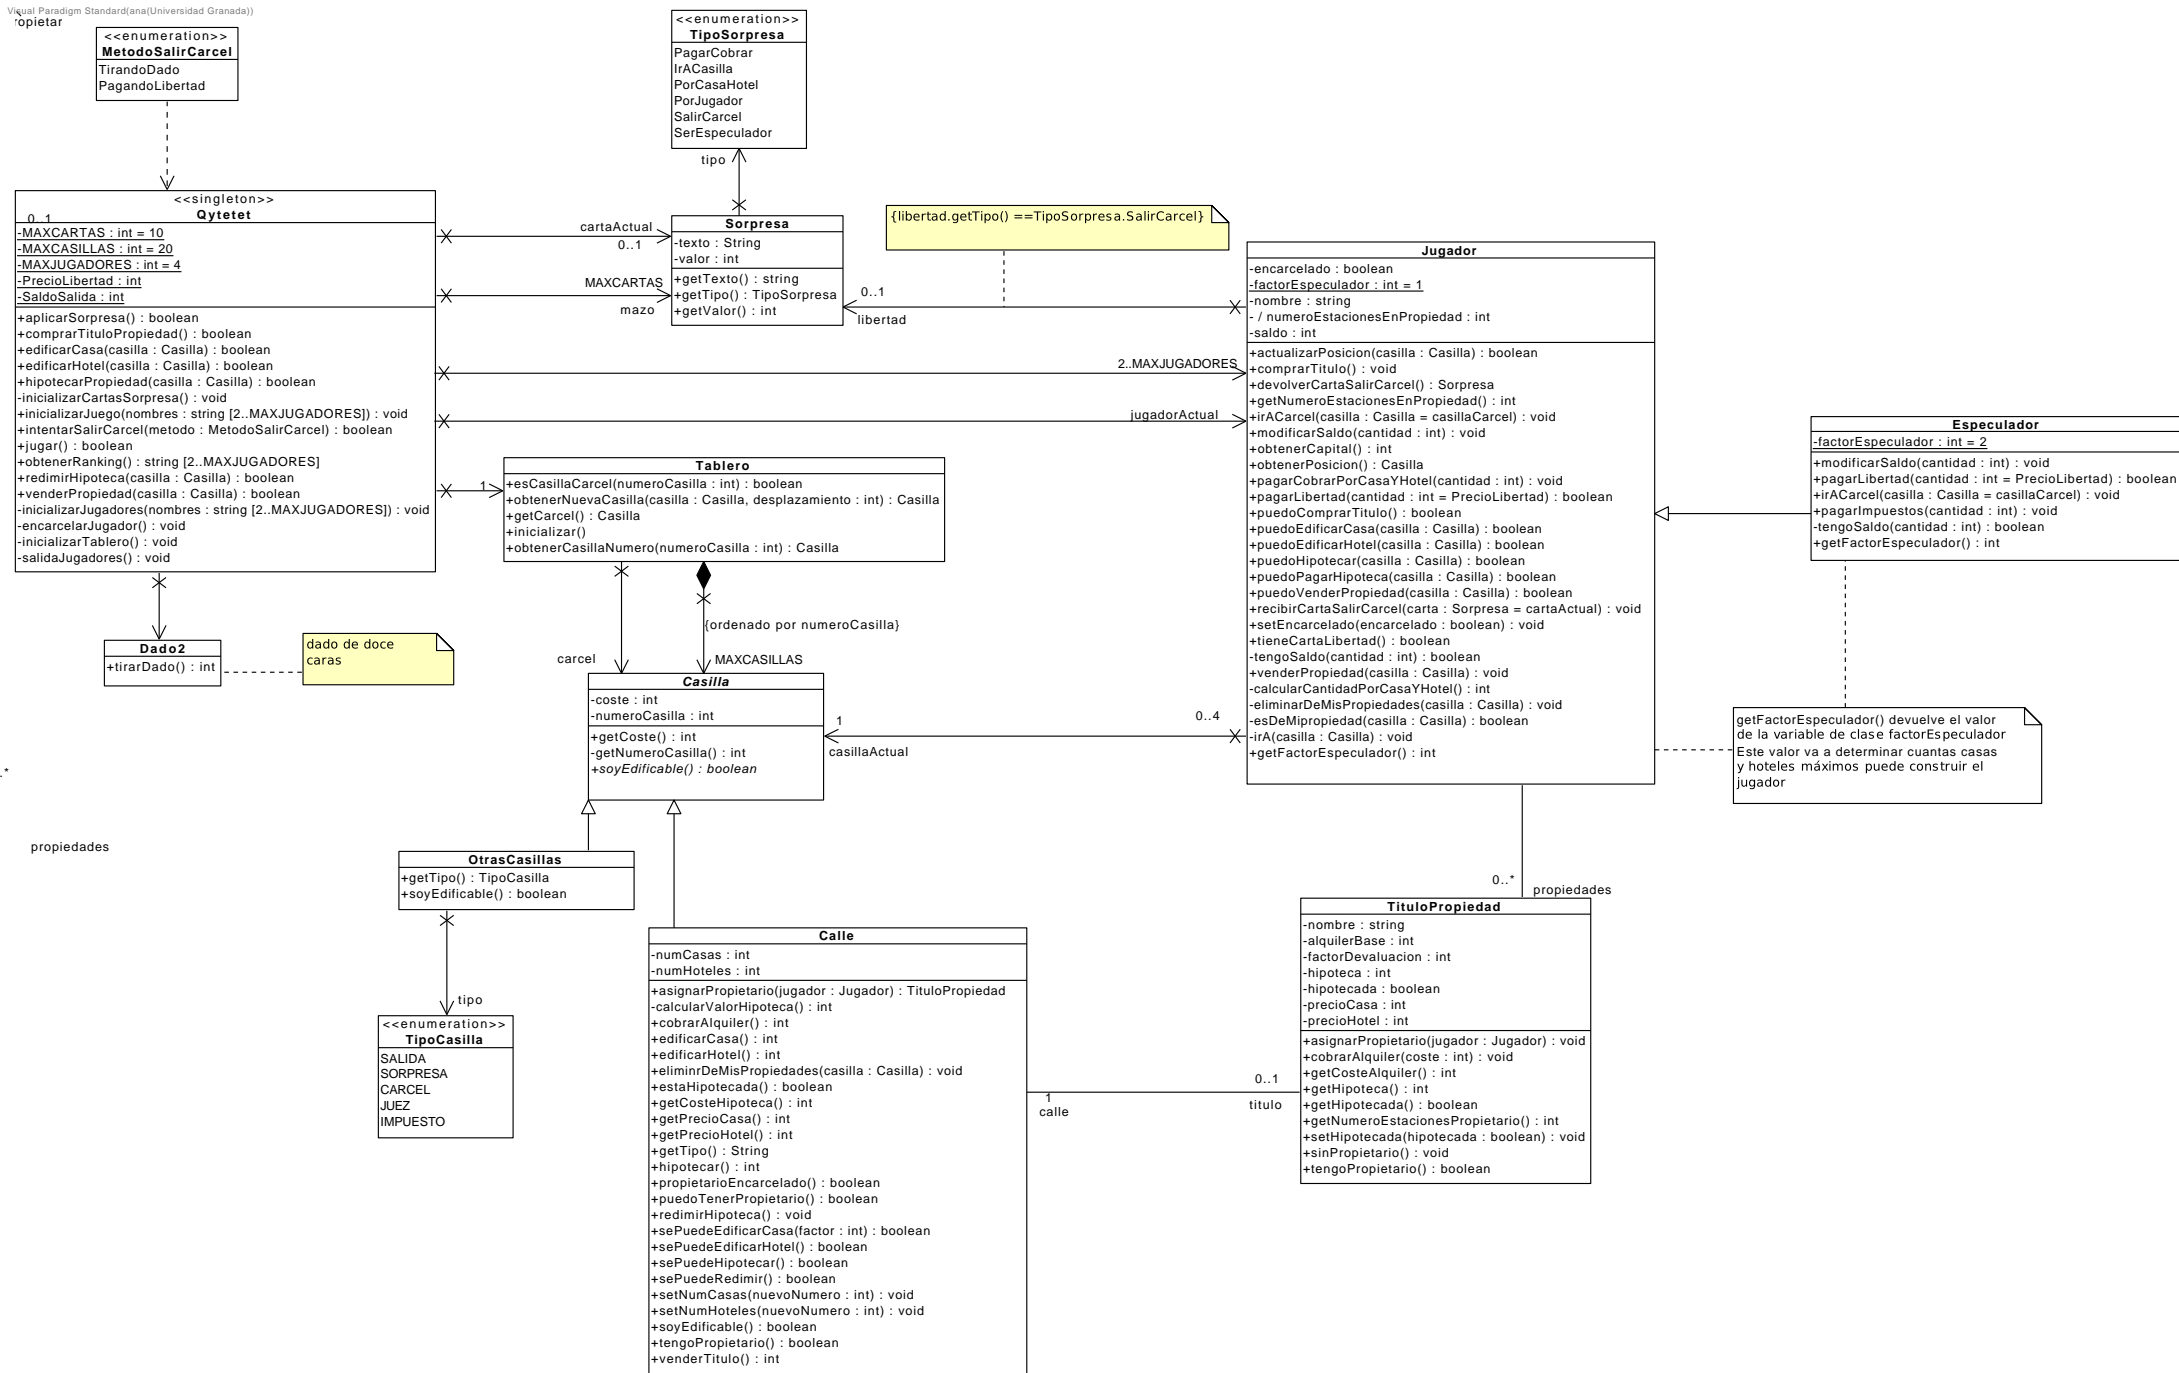 Visual Paradigm Standard(ana(Universidad Granada))
ropietar
<<enumeration>>
MetodoSalirCarcel
TirandoDado
PagandoLibertad
<<enumeration>>
TipoSorpresa
PagarCobrar
IrACasilla
PorCasaHotel
PorJugador
SalirCarcel
SerEspeculador
tipo
<<singleton>>
Qytetet
0..1
-MAXCARTAS : int = 10
-MAXCASILLAS : int = 20
-MAXJUGADORES : int = 4
-PrecioLibertad : int
-SaldoSalida : int
+aplicarSorpresa() : boolean
+comprarTituloPropiedad() : boolean
+edificarCasa(casilla : Casilla) : boolean
+edificarHotel(casilla : Casilla) : boolean
+hipotecarPropiedad(casilla : Casilla) : boolean
-inicializarCartasSorpresa() : void
+inicializarJuego(nombres : string [2..MAXJUGADORES]) : void
+intentarSalirCarcel(metodo : MetodoSalirCarcel) : boolean
+jugar() : boolean
+obtenerRanking() : string [2..MAXJUGADORES]
+redimirHipoteca(casilla : Casilla) : boolean
+venderPropiedad(casilla : Casilla) : boolean
-inicializarJugadores(nombres : string [2..MAXJUGADORES]) : void
-encarcelarJugador() : void
-inicializarTablero() : void
-salidaJugadores() : void
cartaActual
0..1
MAXCARTAS
mazo
Sorpresa
-texto : String
-valor : int
+getTexto() : string
+getTipo() : TipoSorpresa
+getValor() : int
{libertad.getTipo() ==TipoSorpresa.SalirCarcel}
0..1
libertad
2..MAXJUGADORES
jugadorActual
1
Jugador
-encarcelado : boolean
-factorEspeculador : int = 1
-nombre : string
- / numeroEstacionesEnPropiedad : int
-saldo : int
+actualizarPosicion(casilla : Casilla) : boolean
+comprarTitulo() : void
+devolverCartaSalirCarcel() : Sorpresa
+getNumeroEstacionesEnPropiedad() : int
+irACarcel(casilla : Casilla = casillaCarcel) : void
+modificarSaldo(cantidad : int) : void
+obtenerCapital() : int
+obtenerPosicion() : Casilla
+pagarCobrarPorCasaYHotel(cantidad : int) : void
+pagarLibertad(cantidad : int = PrecioLibertad) : boolean
+puedoComprarTitulo() : boolean
+puedoEdificarCasa(casilla : Casilla) : boolean
+puedoEdificarHotel(casilla : Casilla) : boolean
+puedoHipotecar(casilla : Casilla) : boolean
+puedoPagarHipoteca(casilla : Casilla) : boolean
+puedoVenderPropiedad(casilla : Casilla) : boolean
+recibirCartaSalirCarcel(carta : Sorpresa = cartaActual) : void
+setEncarcelado(encarcelado : boolean) : void
+tieneCartaLibertad() : boolean
-tengoSaldo(cantidad : int) : boolean
+venderPropiedad(casilla : Casilla) : void
-calcularCantidadPorCasaYHotel() : int
-eliminarDeMisPropiedades(casilla : Casilla) : void
-esDeMipropiedad(casilla : Casilla) : boolean
-irA(casilla : Casilla) : void
+getFactorEspeculador() : int
Especulador
-factorEspeculador : int = 2
+modificarSaldo(cantidad : int) : void
+pagarLibertad(cantidad : int = PrecioLibertad) : boolean
+irACarcel(casilla : Casilla = casillaCarcel) : void
+pagarImpuestos(cantidad : int) : void
-tengoSaldo(cantidad : int) : boolean
+getFactorEspeculador() : int
getFactorEspeculador() devuelve el valor
de la variable de clase factorEspeculador
Este valor va a determinar cuantas casas
y hoteles máximos puede construir el
jugador
Tablero
+esCasillaCarcel(numeroCasilla : int) : boolean
+obtenerNuevaCasilla(casilla : Casilla, desplazamiento : int) : Casilla
+getCarcel() : Casilla
+inicializar()
+obtenerCasillaNumero(numeroCasilla : int) : Casilla
Dado2
+tirarDado() : int
dado de doce
caras
{ordenado por numeroCasilla}
carcel
MAXCASILLAS
Casilla
-coste : int
-numeroCasilla : int
+getCoste() : int
-getNumeroCasilla() : int
+soyEdificable() : boolean
1
casillaActual
0..4
.*
propiedades
OtrasCasillas
+getTipo() : TipoCasilla
+soyEdificable() : boolean
tipo
<<enumeration>>
TipoCasilla
SALIDA
SORPRESA
CARCEL
JUEZ
IMPUESTO
Calle
-numCasas : int
-numHoteles : int
+asignarPropietario(jugador : Jugador) : TituloPropiedad
-calcularValorHipoteca() : int
+cobrarAlquiler() : int
+edificarCasa() : int
+edificarHotel() : int
+eliminrDeMisPropiedades(casilla : Casilla) : void
+estaHipotecada() : boolean
+getCosteHipoteca() : int
+getPrecioCasa() : int
+getPrecioHotel() : int
+getTipo() : String
+hipotecar() : int
+propietarioEncarcelado() : boolean
+puedoTenerPropietario() : boolean
+redimirHipoteca() : void
+sePuedeEdificarCasa(factor : int) : boolean
+sePuedeEdificarHotel() : boolean
+sePuedeHipotecar() : boolean
+sePuedeRedimir() : boolean
+setNumCasas(nuevoNumero : int) : void
+setNumHoteles(nuevoNumero : int) : void
+soyEdificable() : boolean
+tengoPropietario() : boolean
+venderTitulo() : int
1
calle
0..1
titulo
0..*
propiedades
TituloPropiedad
-nombre : string
-alquilerBase : int
-factorDevaluacion : int
-hipoteca : int
-hipotecada : boolean
-precioCasa : int
-precioHotel : int
+asignarPropietario(jugador : Jugador) : void
+cobrarAlquiler(coste : int) : void
+getCosteAlquiler() : int
+getHipoteca() : int
+getHipotecada() : boolean
+getNumeroEstacionesPropietario() : int
+setHipotecada(hipotecada : boolean) : void
+sinPropietario() : void
+tengoPropietario() : boolean